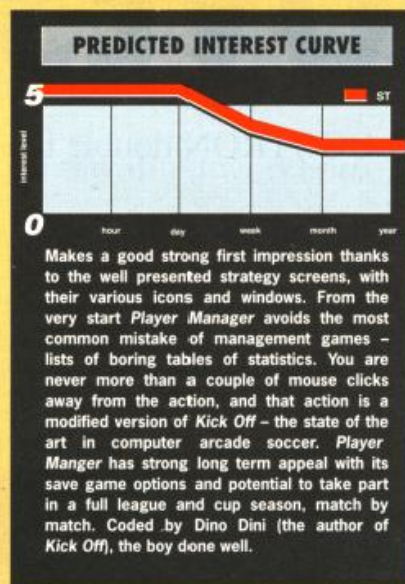 PREDICTED INTEREST CURVE
5
ST
interest level
0
hour
day
week
month
year
Makes a good strong first impression thanks
to the well presented strategy screens, with
their various icons and windows. From the
very start Player Manager avoids the most
common mistake of management games –
lists of boring tables of statistics. You are
never more than a couple of mouse clicks
away from the action, and that action is a
modified version of Kick Off – the state of the
art in computer arcade soccer. Player
Manger has strong long term appeal with its
save game options and potential to take part
in a full league and cup season, match by
match. Coded by Dino Dini (the author of
Kick Off), the boy done well.